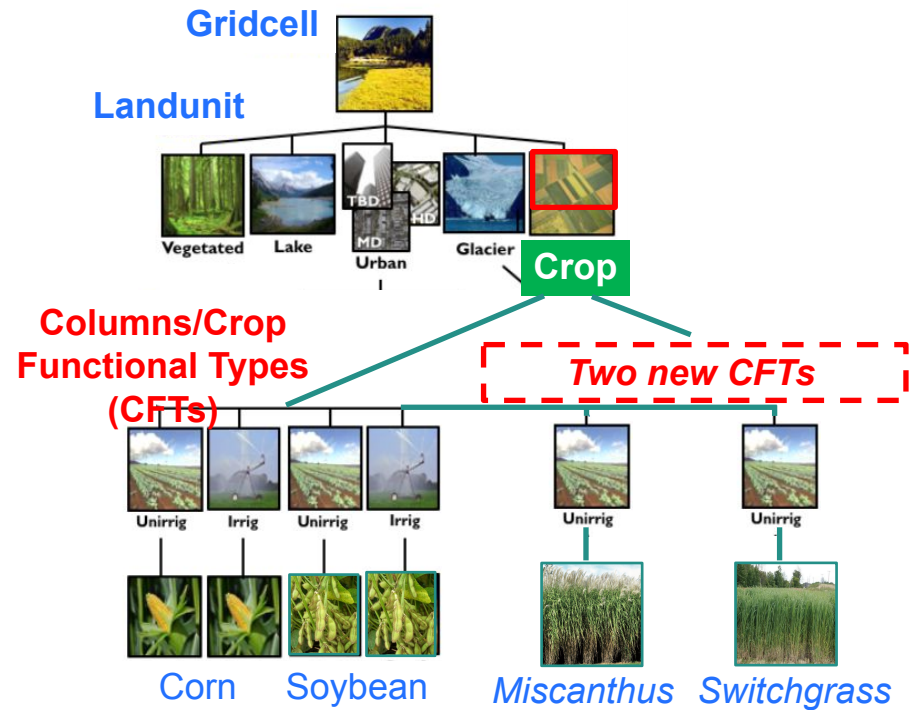 Gridcell
Landunit
TBD
HD
MD
Vegetated
Lake
Urban
Glacier
Crop
Columns/Crop
Functional Types
(CFTs)
Two new CFTs
Unirrig
Irrig
Unirrig
Irrig
Unirrig
Unirrig
Corn
Soybean
Miscanthus
Switchgrass